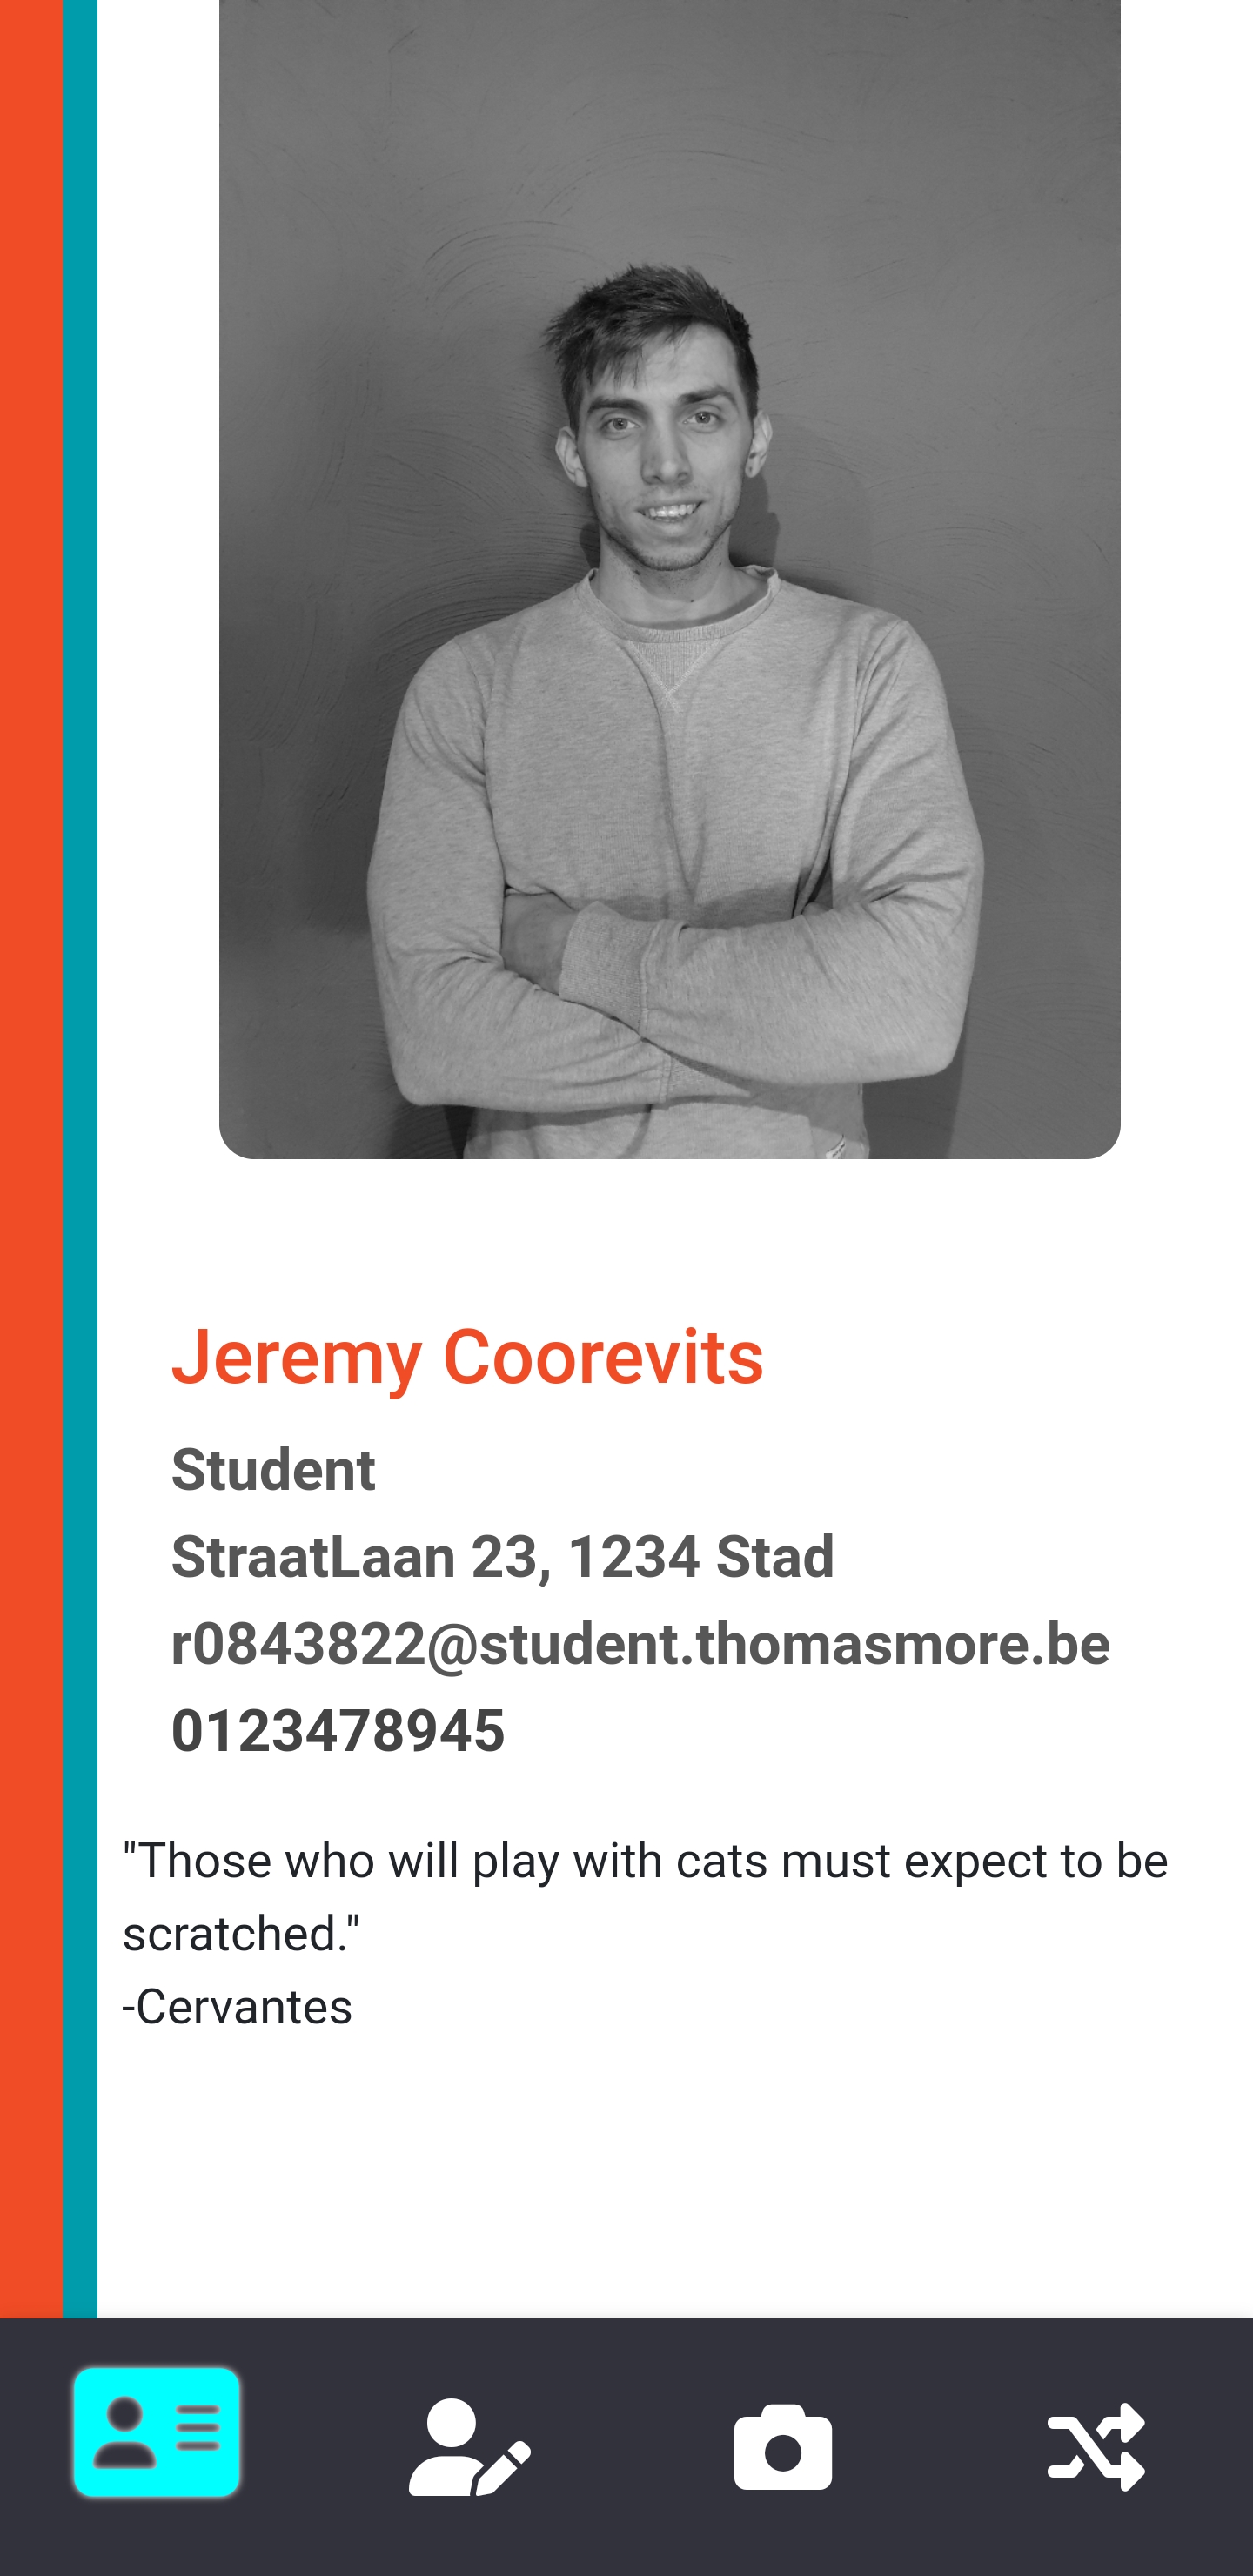 Jeremy Coorevits
Student
StraatLaan 23, 1234 Stad
r0843822@student.thomasmore.be
0123478945
"Those who will play with cats must expect to be
scratched."
-Cervantes